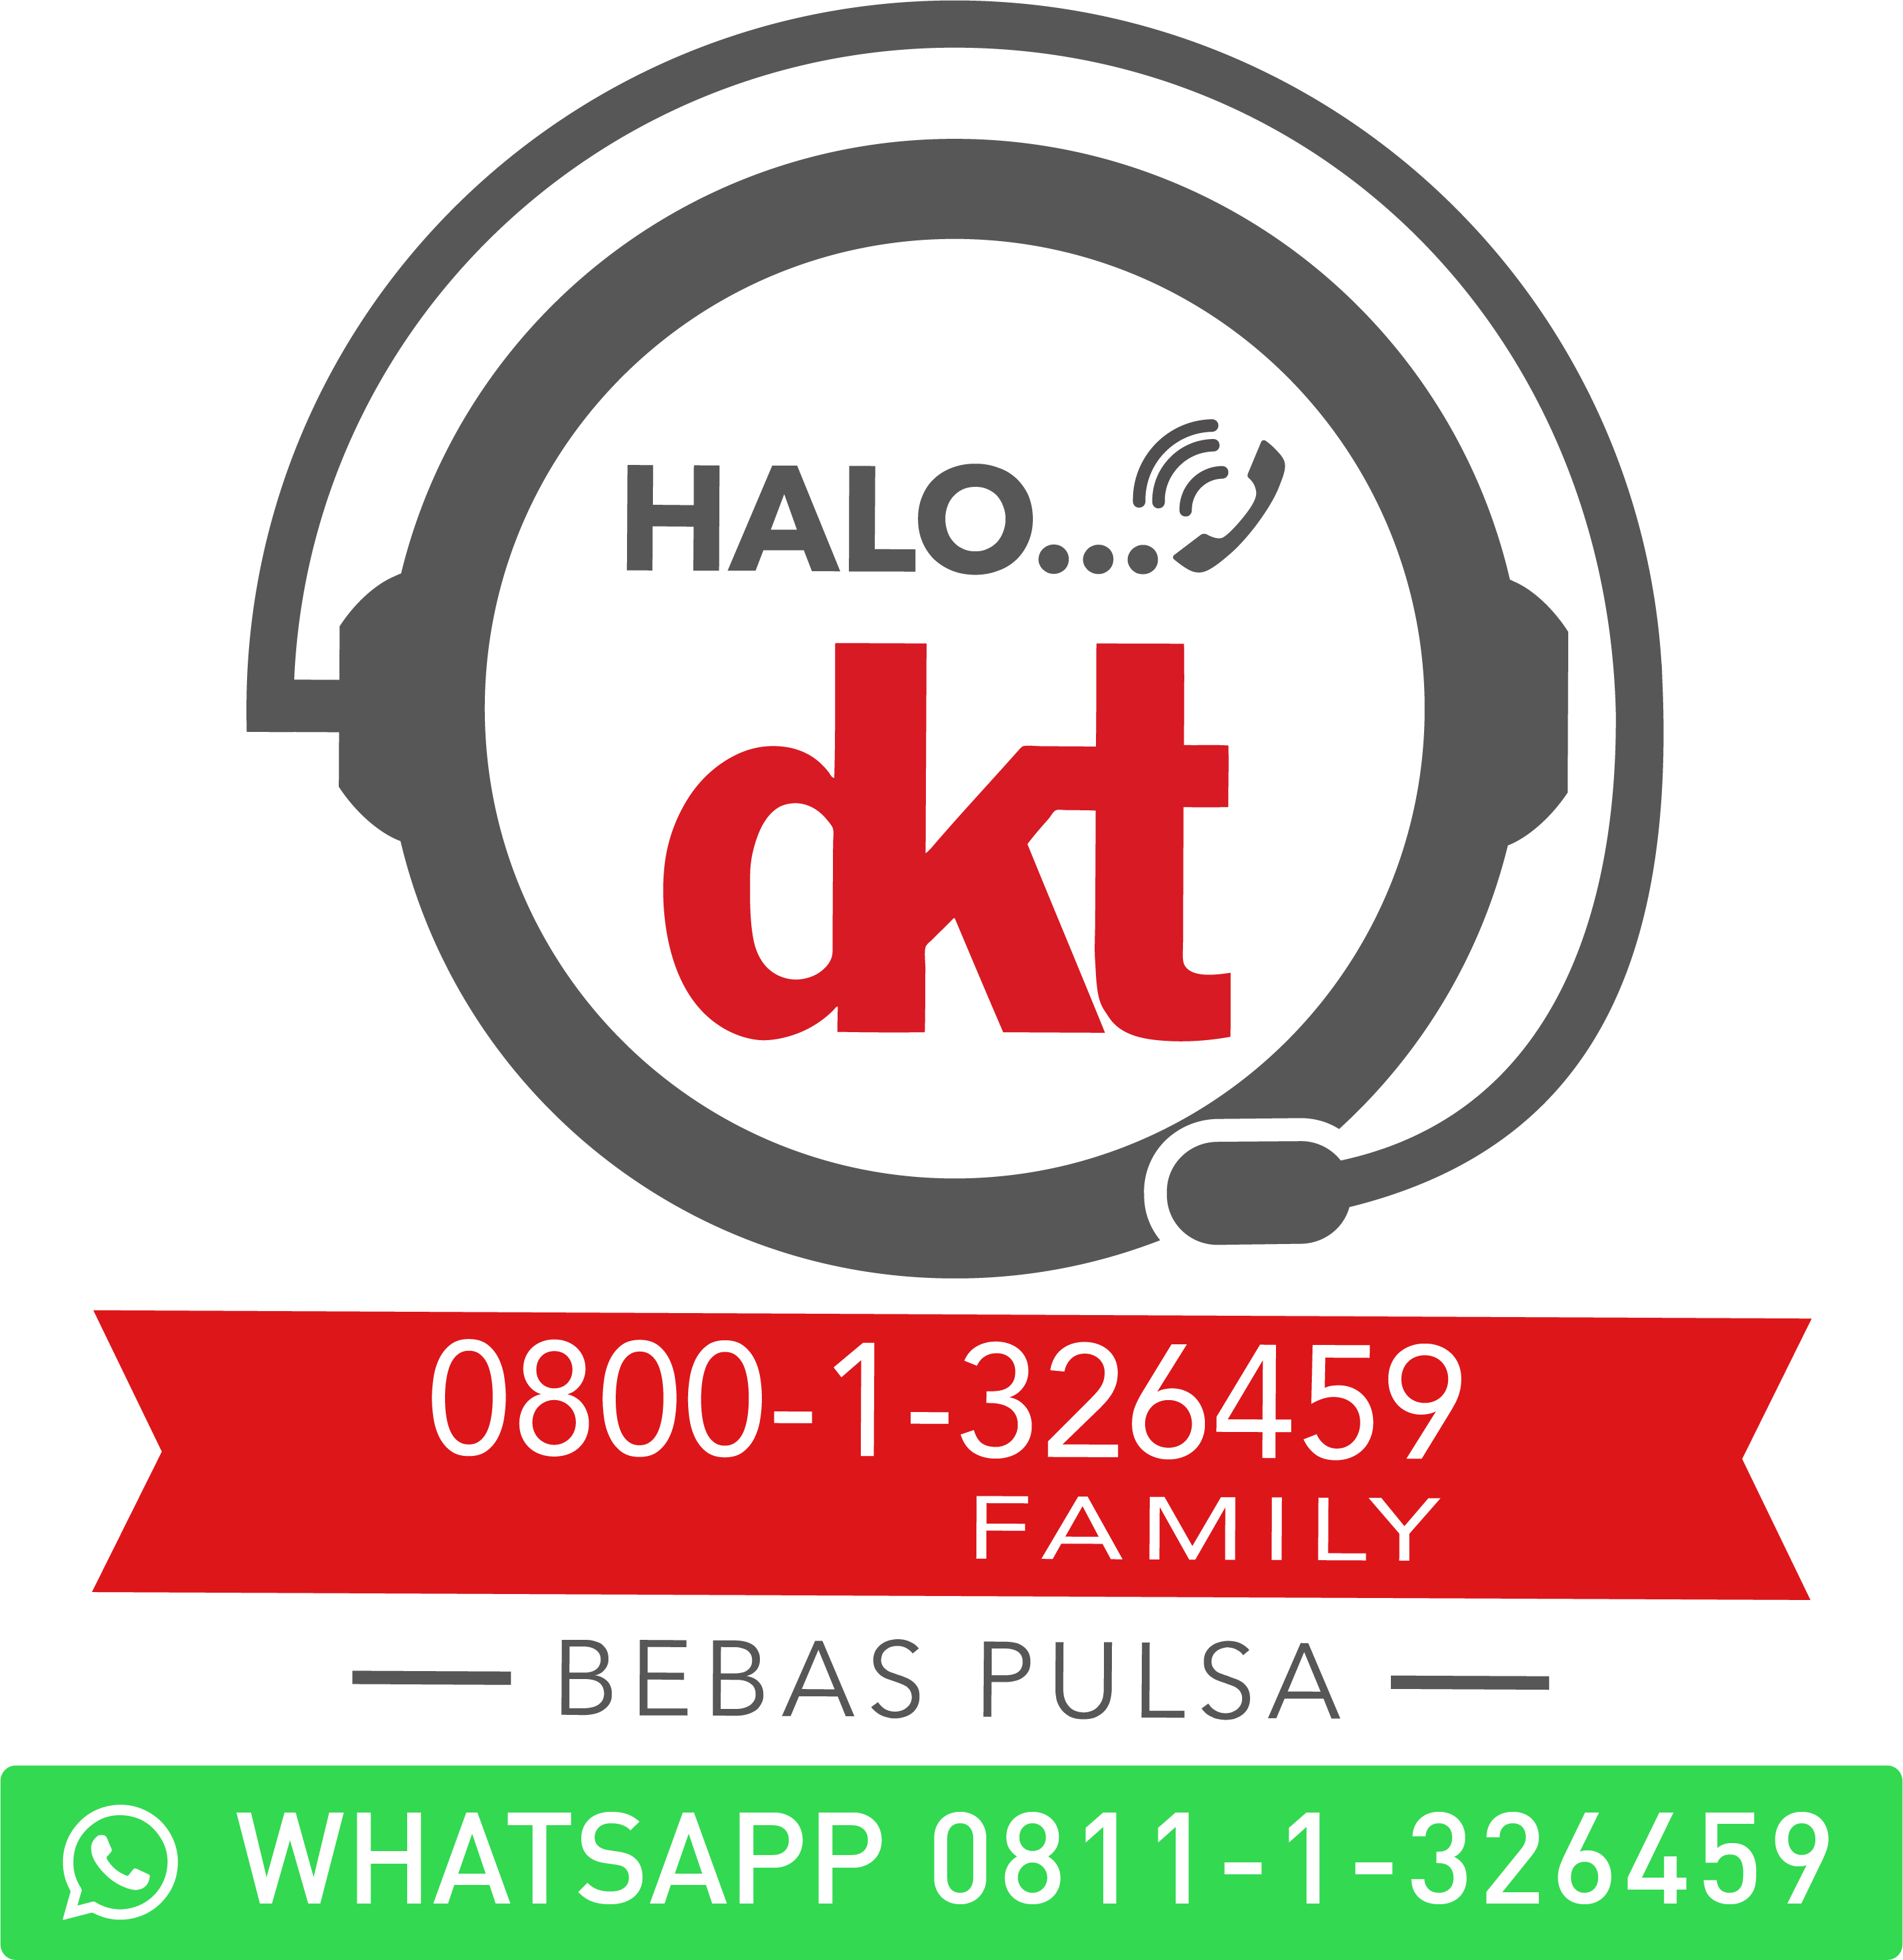 HALO....
dkt
0800-1-326459
FAMILY
BEBAS PULSA
WHATSAPP 0811-1-326459